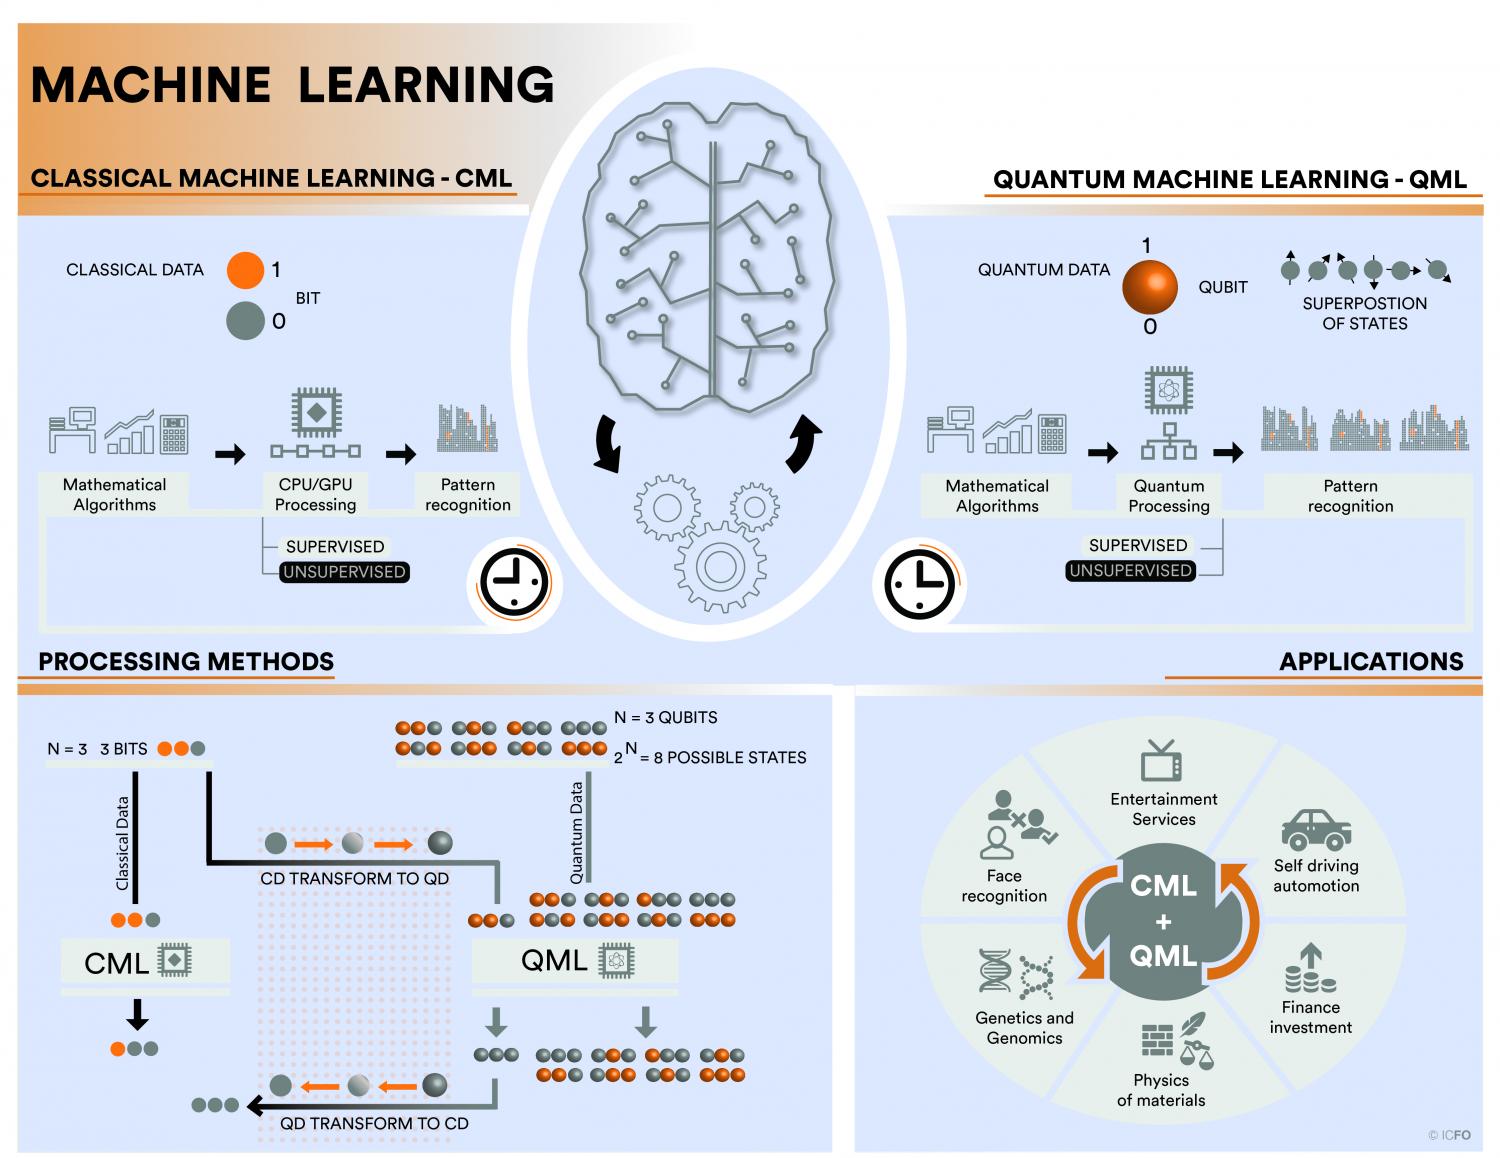 MACHINE LEARNING
CLASSICAL MACHINE LEARNING - CML
CLASSICAL DATA
1
BIT
0
Mathematical
Algorithms
CPU/GPU
Processing
Pattern
recognition
SUPERVISED
UNSUPERVISED
QUANTUM MACHINE LEARNING - QML
QUANTUM DATA
1
0
QUBIT
SUPERPOSTION
OF STATES
Mathematical
Algorithms
Quantum
Processing
Pattern
recognition
SUPERVISED
UNSUPERVISED
PROCESSING METHODS
N = 3 3 BITS
N = 3 QUBITS
2^N = 8 POSSIBLE STATES
Classical Data
Quantum Data
CD TRANSFORM TO QD
CML
QML
QD TRANSFORM TO CD
APPLICATIONS
Entertainment
Services
Self driving
automotion
Finance
investment
Physics
of materials
Genetics and
Genomics
Face
recognition
CML
+
QML
© ICFO